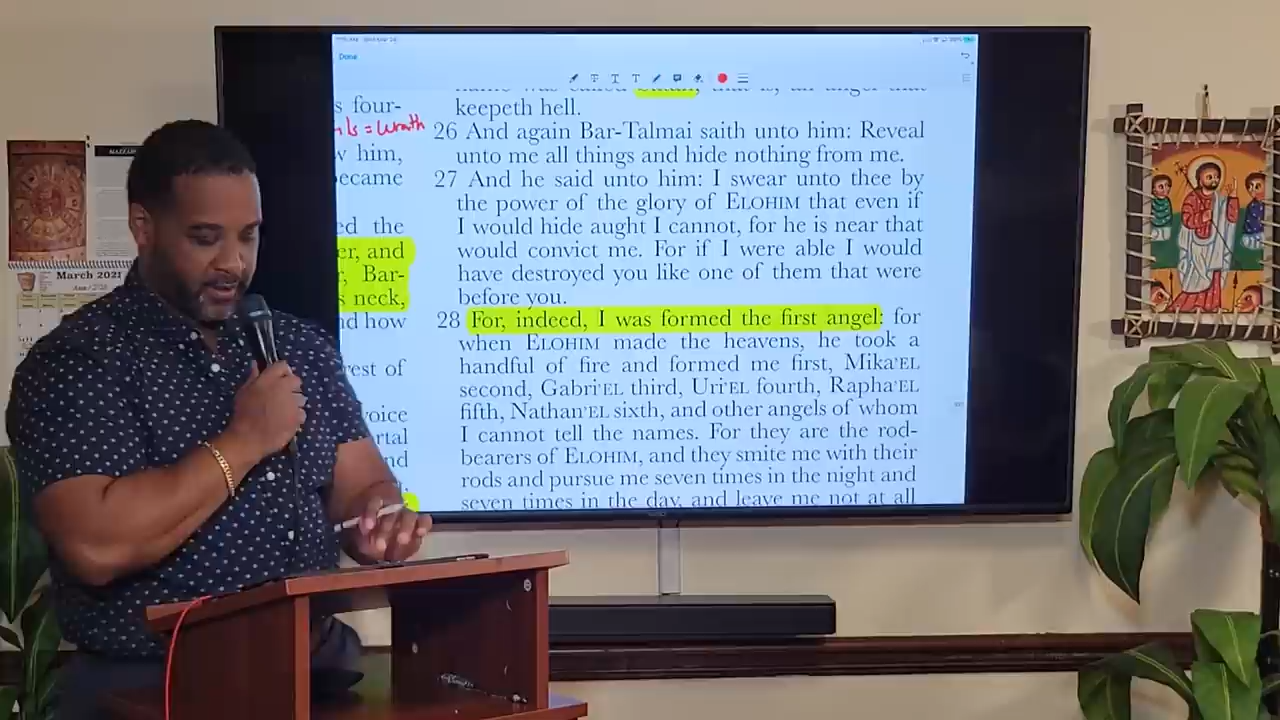 Done
s four-
ls = Wrath
w him,
ecame
ed the
er, and
r, Bar-
s neck,
nd how
rest of
voice
rtal
nd
keepeth hell.
26 And again Bar-Talmai saith unto him: Reveal
unto me all things and hide nothing from me.
27 And he said unto him: I swear unto thee by
the power of the glory of ELOHIM that even if
I would hide aught I cannot, for he is near that
would convict me. For if I were able I would
have destroyed you like one of them that were
before you.
28 For, indeed, I was formed the first angel: for
when ELOHIM made the heavens, he took a
handful of fire and formed me first, Mika'EL
second, Gabri'EL third, Uri'EL fourth, Rapha'EL
fifth, Nathan'EL sixth, and other angels of whom
I cannot tell the names. For they are the rod-
bearers of ELOHIM, and they smite me with their
rods and pursue me seven times in the night and
seven times in the day, and leave me not at all
March 2021